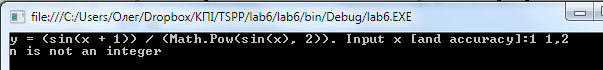 file:///C:/Users/Олег/Dropbox/КПІ/TSPP/lab6/lab6/bin/Debug/lab6.EXE
y = (sin(x + 1)) / (Math.Pow(sin(x), 2)). Input x [and accuracy]:1 1,2
n is not an integer